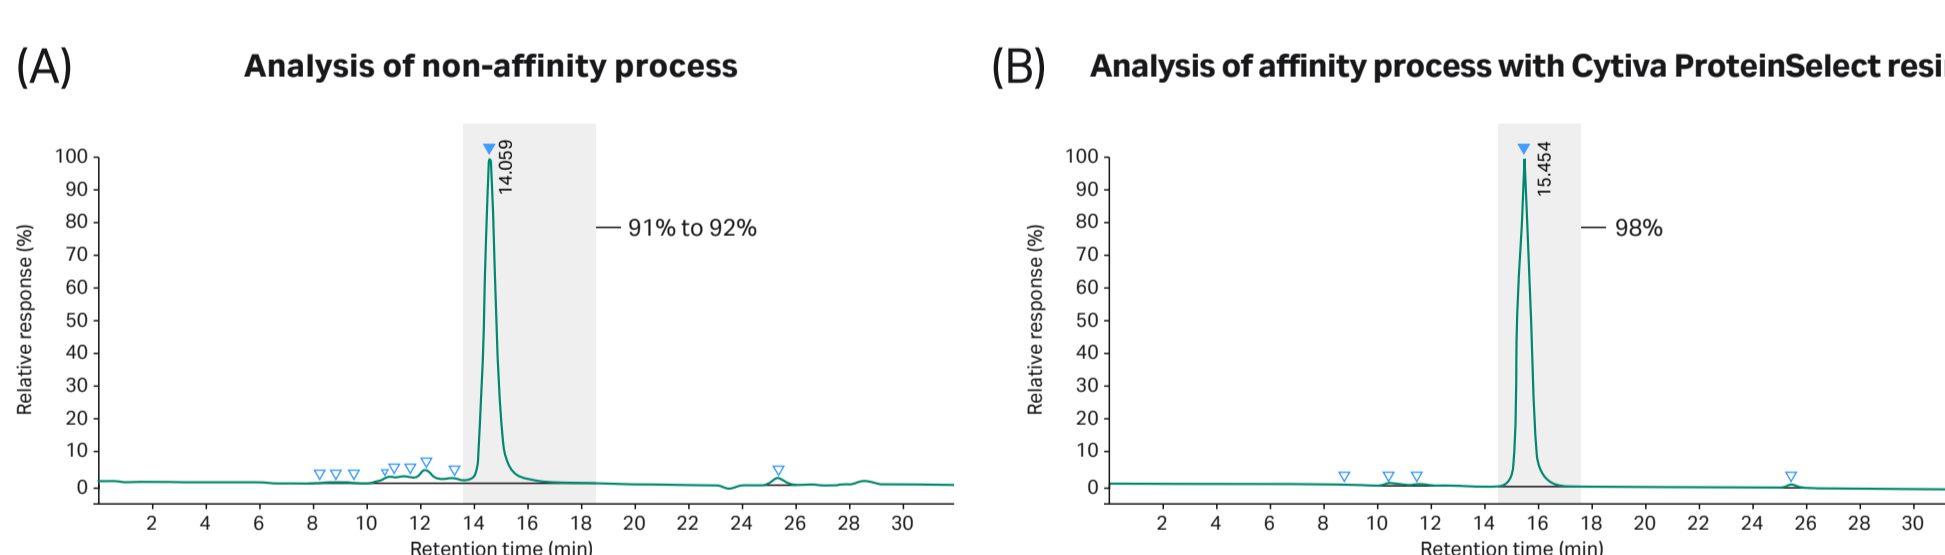 (A)
Analysis of non-affinity process
100
90
80
70
60
50
40
30
20
10
0
Relative response (%)
14.059
91% to 92%
2 4 6 8 10 12 14 16 18 20 22 24 26 28 30
Retention time (min)
(B)
Analysis of affinity process with Cytiva ProteinSelect resi
100
90
80
70
60
50
40
30
20
10
0
Relative response (%)
15.454
98%
2 4 6 8 10 12 14 16 18 20 22 24 26 28 30
Retention time (min)